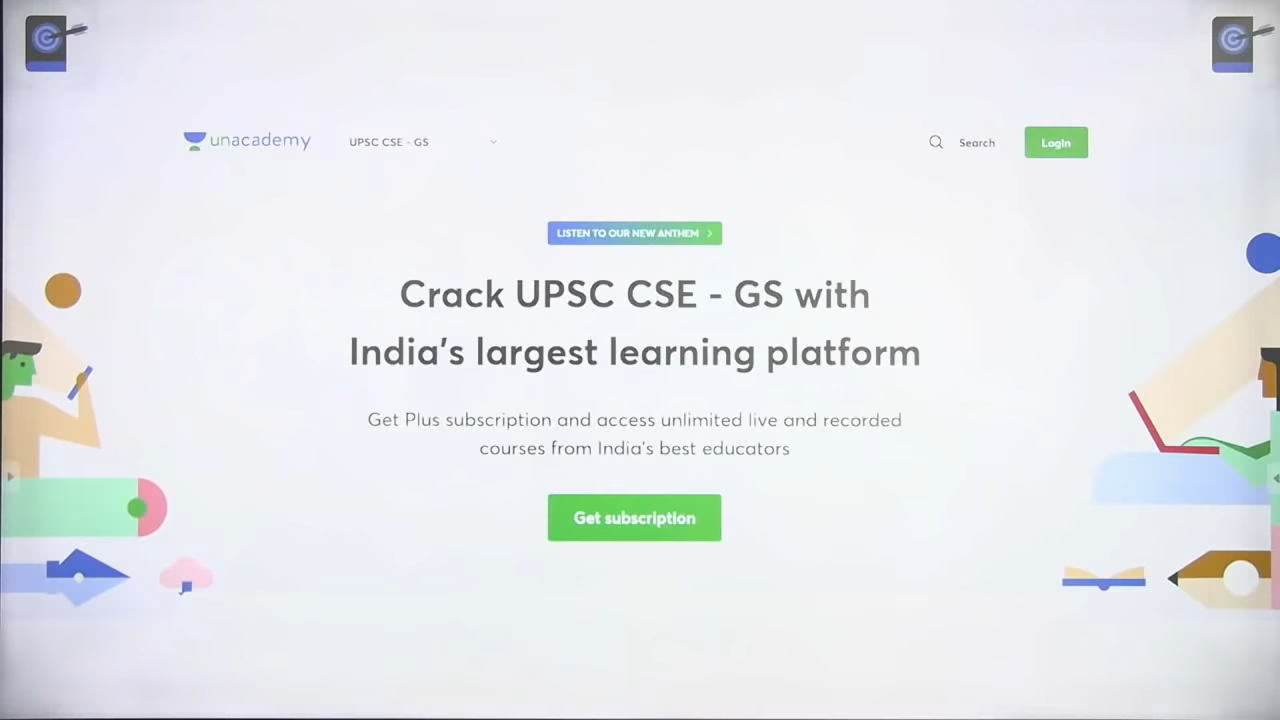 unacademy
UPSC CSE - GS
Search
Login
LISTEN TO OUR NEW ANTHEM
Crack UPSC CSE - GS with
India's largest learning platform
Get Plus subscription and access unlimited live and recorded
courses from India's best educators
Get subscription